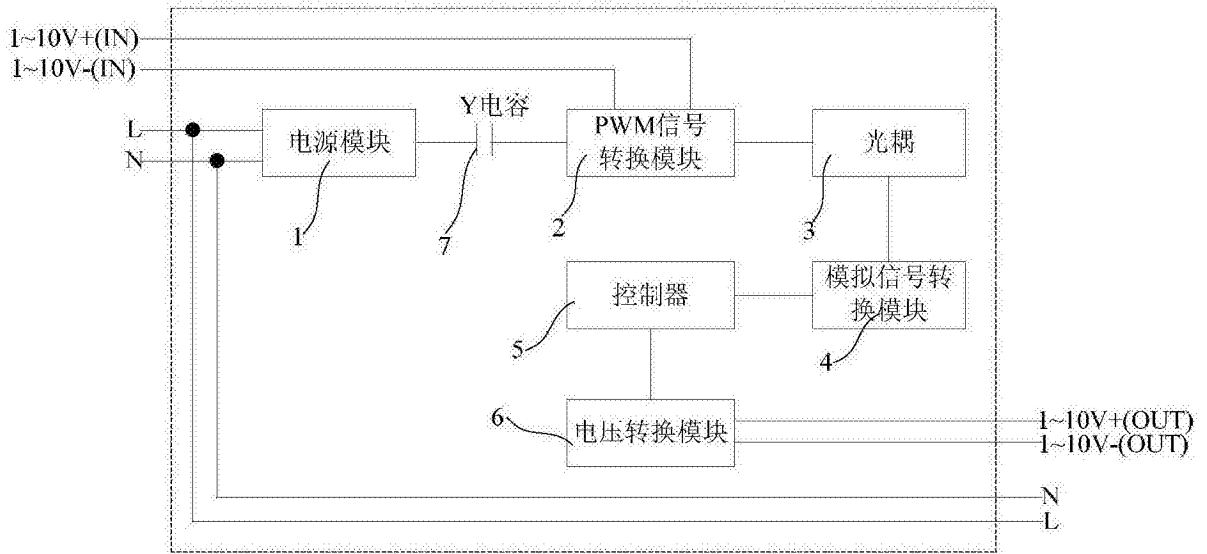 1~10V+(IN)
1~10V-(IN)
L
N
电源模块
1
Y电容
7
PWM信号
转换模块
2
光耦
3
模拟信号转
换模块
4
控制器
5
电压转换模块
6
1~10V+(OUT)
1~10V-(OUT)
N
L